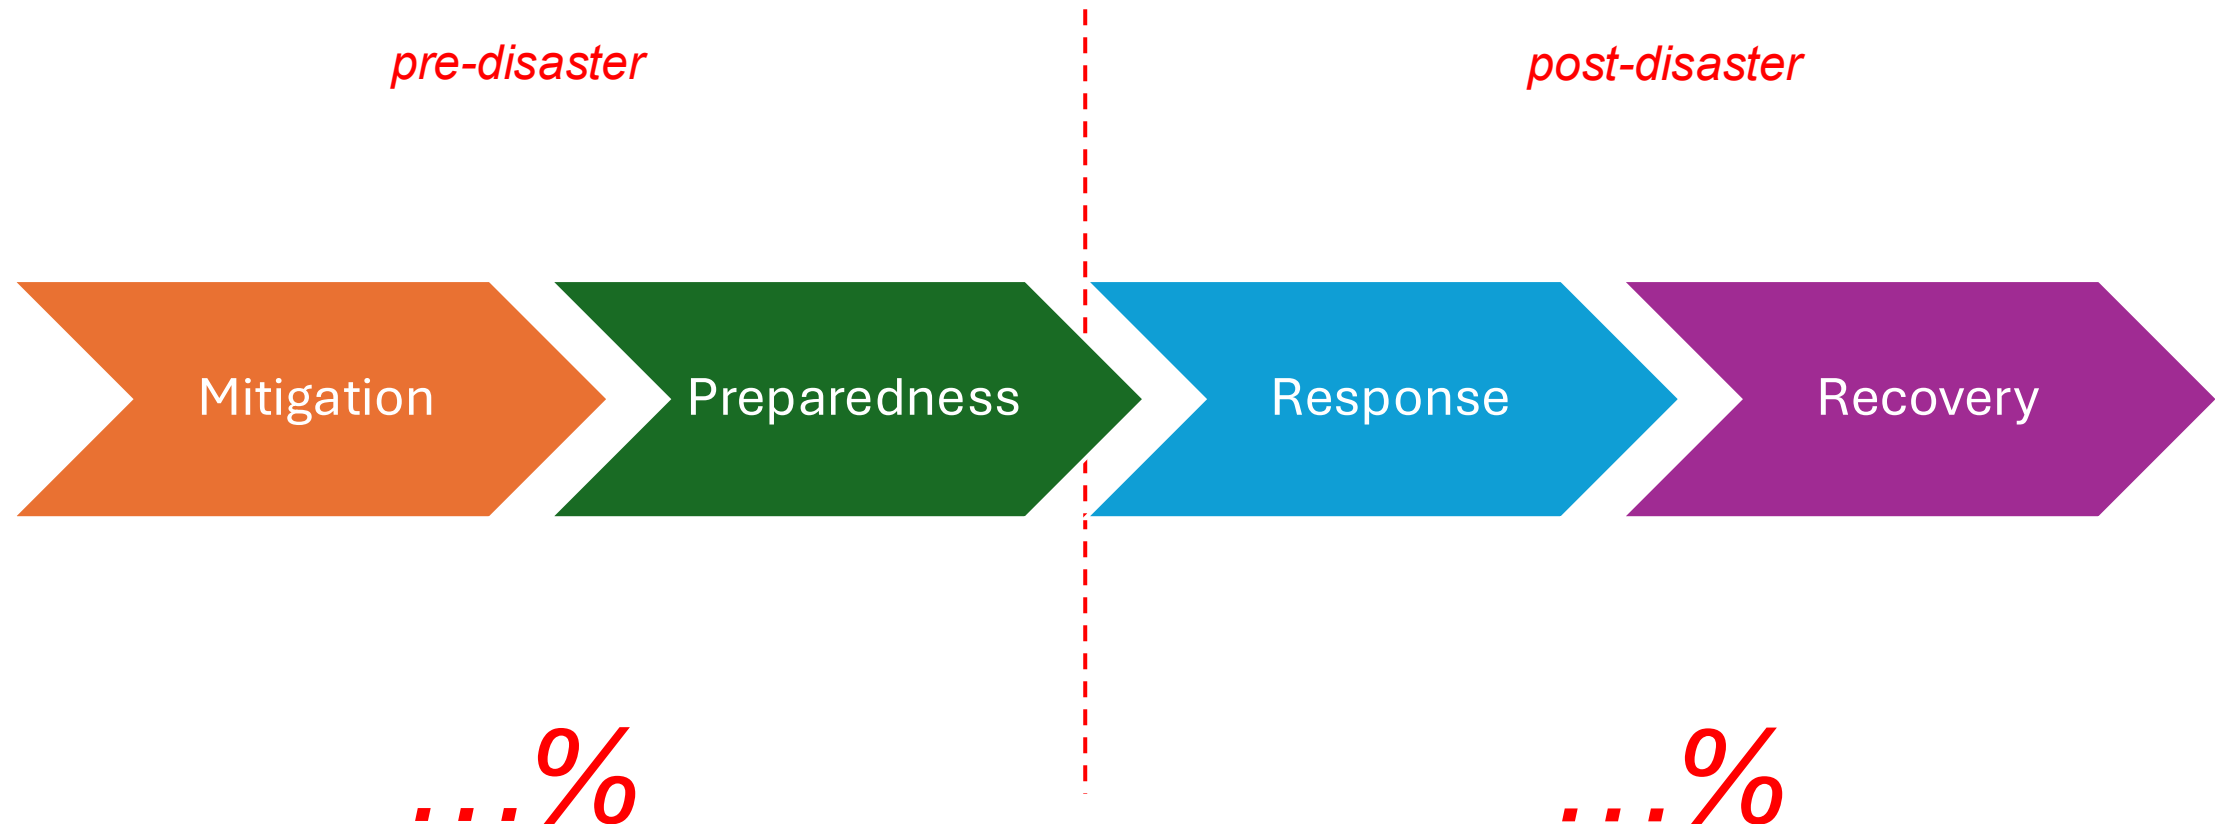 pre-disaster
post-disaster
Mitigation
Preparedness
Response
Recovery
...%
...%